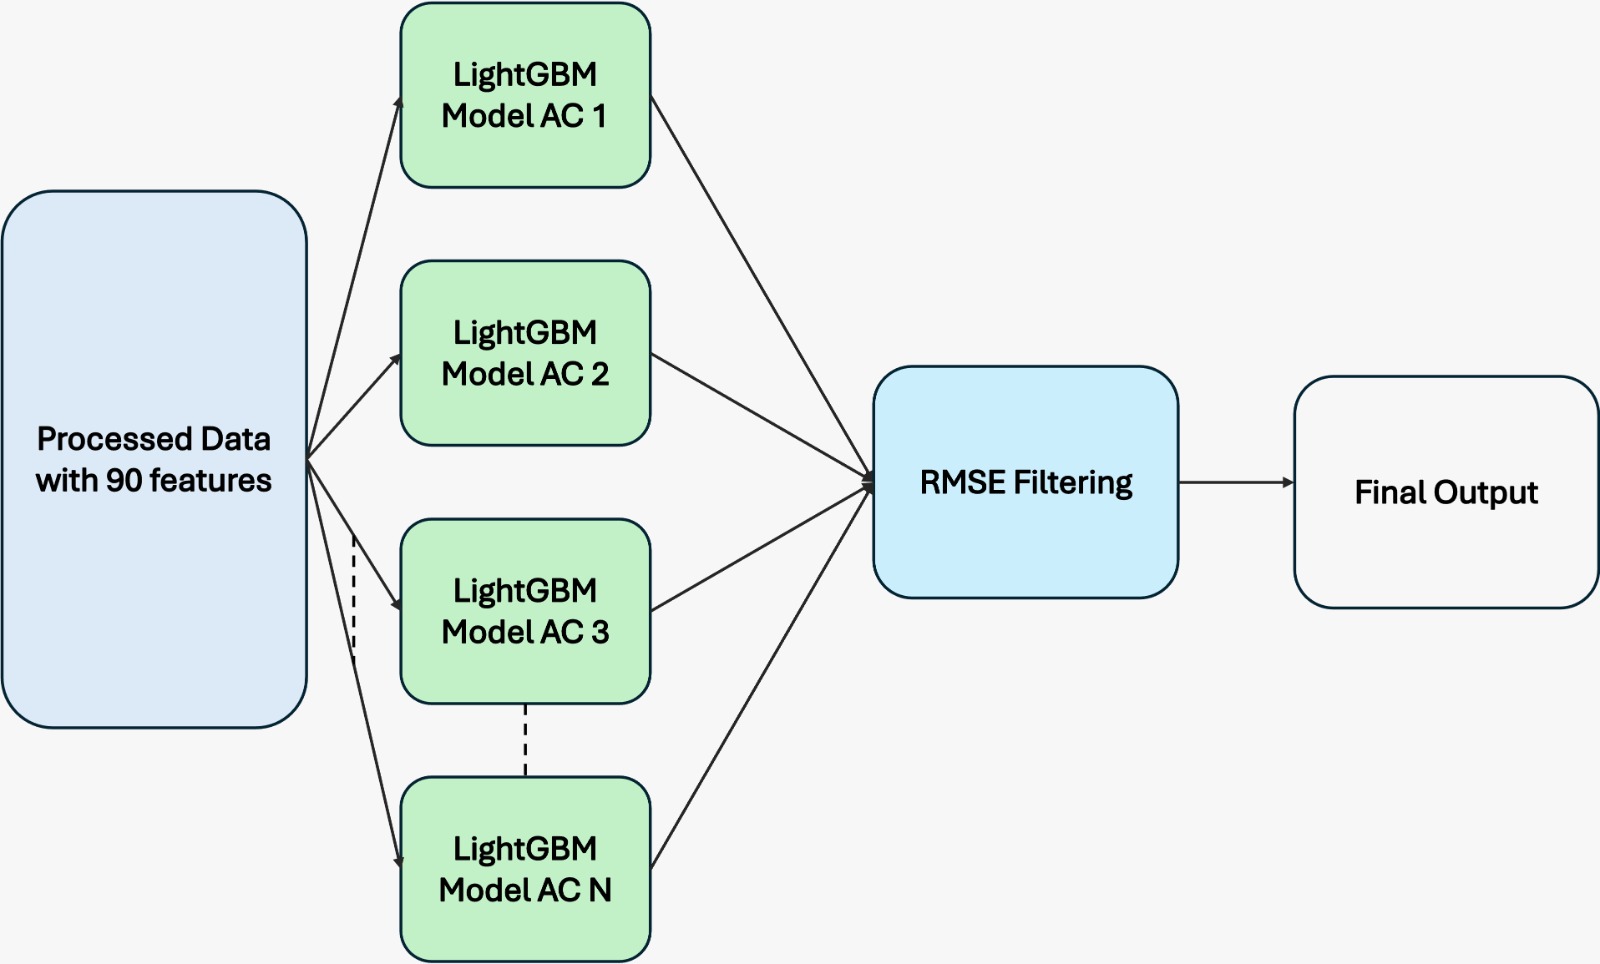 LightGBM
Model AC 1
LightGBM
Model AC 2
Processed Data
with 90 features
LightGBM
Model AC 3
LightGBM
Model AC N
RMSE Filtering
Final Output